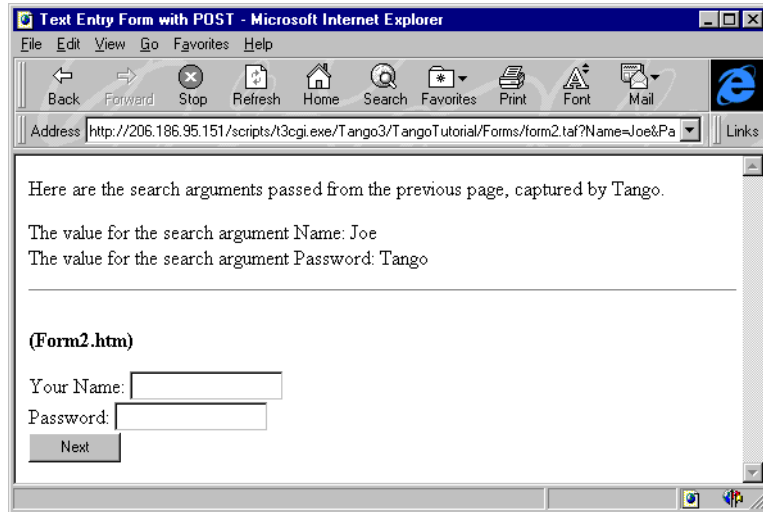 Text Entry Form with POST - Microsoft Internet Explorer
File Edit View Go Favorites Help
Back Forward Stop Refresh Home Search Favorites Print Font Mail
Address http://206.186.95.151/scripts/t3cgi.exe/Tango3/TangoTutorial/Forms/form2.taf?Name=Joe&Pa Links
Here are the search arguments passed from the previous page, captured by Tango.
The value for the search argument Name: Joe
The value for the search argument Password: Tango
(Form2.htm)
Your Name:
Password:
Next